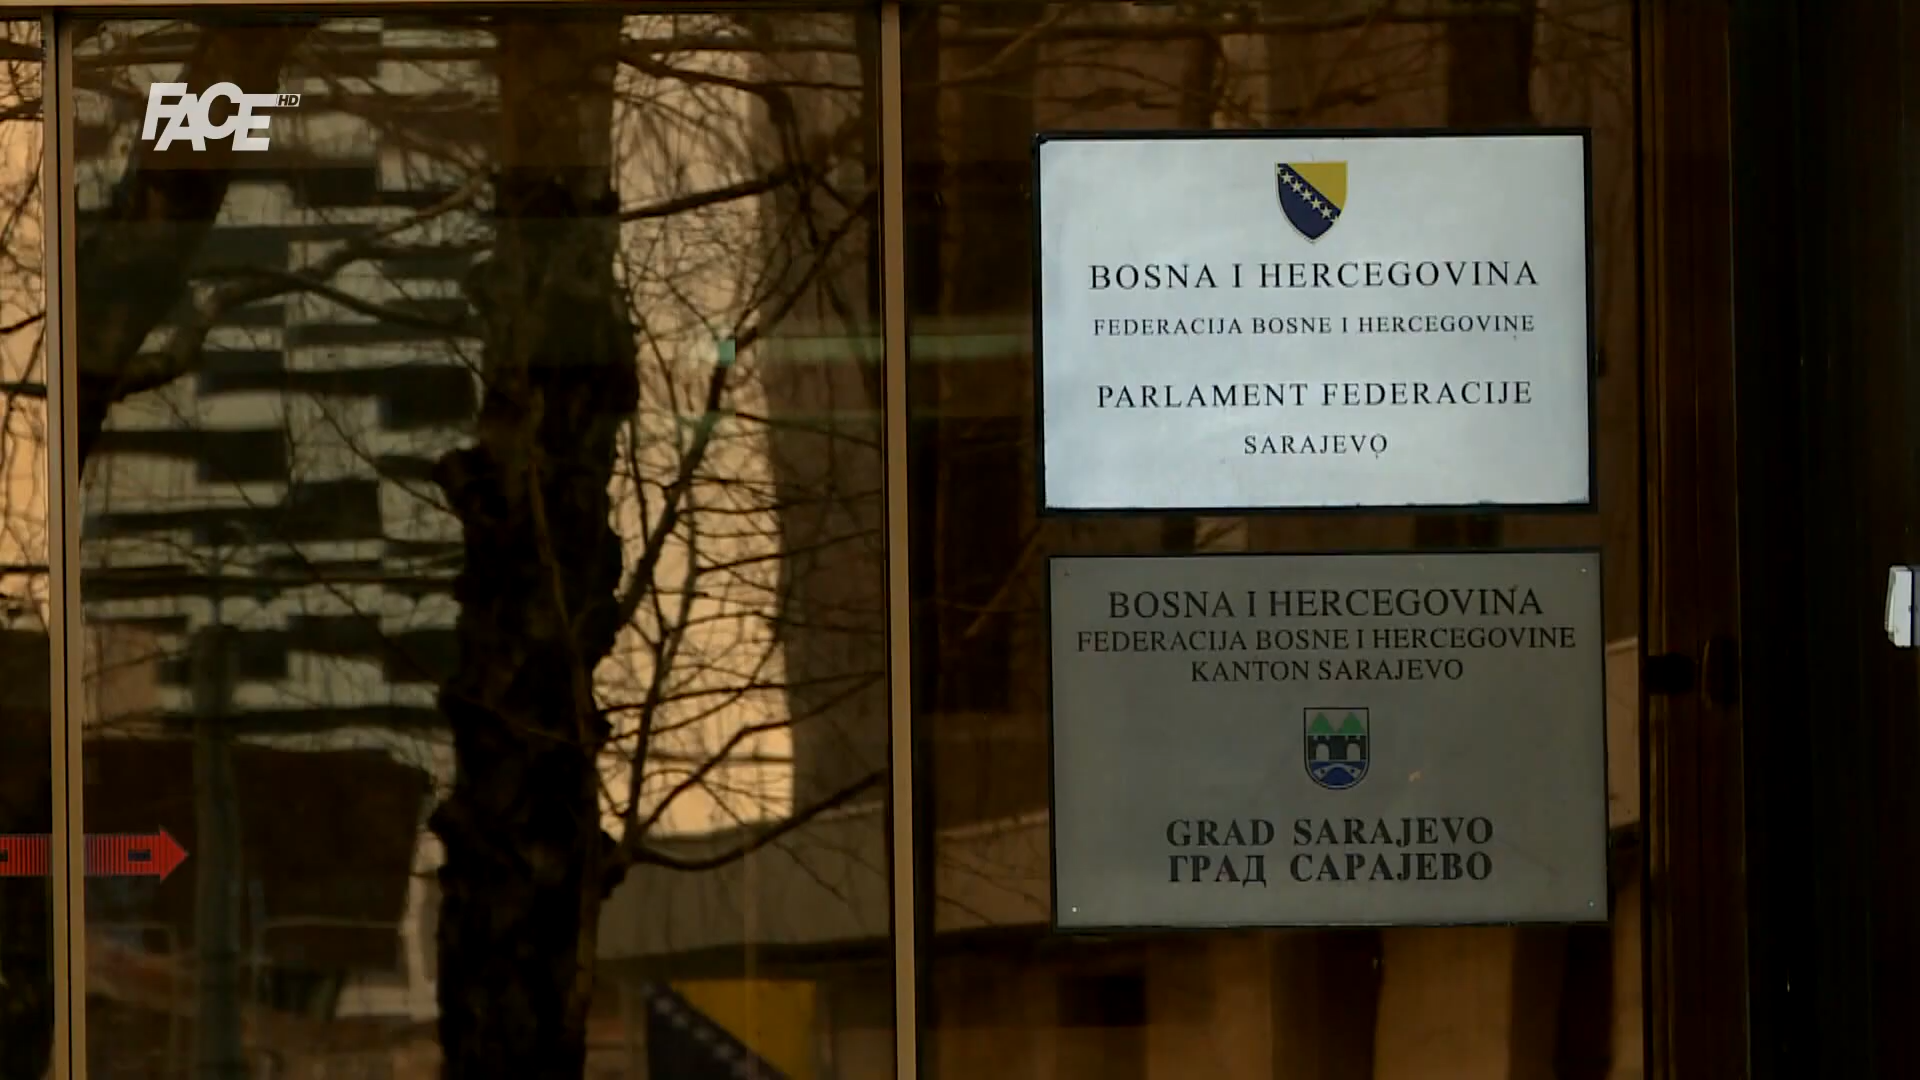 FACE HD
BOSNA I HERCEGOVINA
FEDERACIJA BOSNE I HERCEGOVINE
PARLAMENT FEDERACIJE
SARAJEVO
BOSNA I HERCEGOVINA
FEDERACIJA BOSNE I HERCEGOVINE
KANTON SARAJEVO
GRAD SARAJEVO
ГРАД САРАЈЕВО